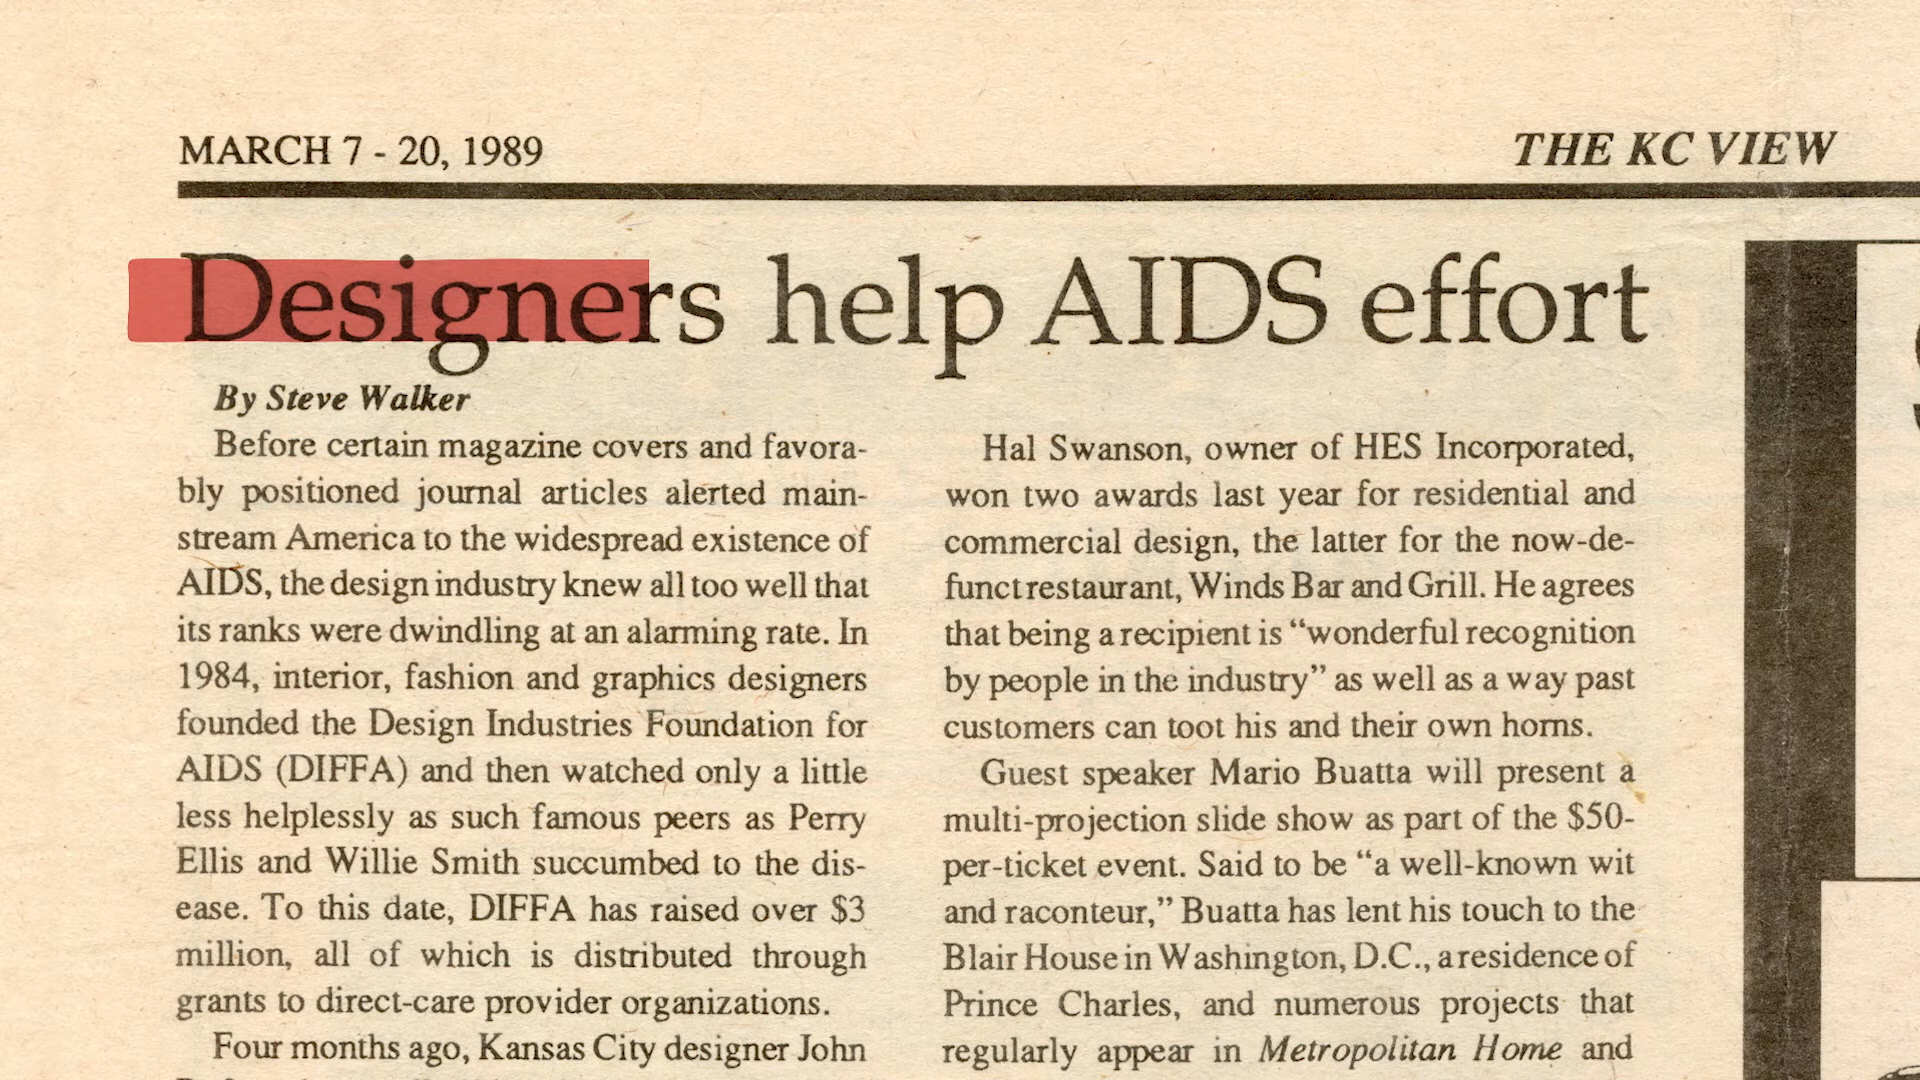 MARCH 7 - 20, 1989
THE KC VIEW
Designers help AIDS effort
By Steve Walker
Before certain magazine covers and favora-
bly positioned journal articles alerted main-
stream America to the widespread existence of
AIDS, the design industry knew all too well that
its ranks were dwindling at an alarming rate. In
1984, interior, fashion and graphics designers
founded the Design Industries Foundation for
AIDS (DIFFA) and then watched only a little
less helplessly as such famous peers as Perry
Ellis and Willie Smith succumbed to the dis-
ease. To this date, DIFFA has raised over $3
million, all of which is distributed through
grants to direct-care provider organizations.
Four months ago, Kansas City designer John
Hal Swanson, owner of HES Incorporated,
won two awards last year for residential and
commercial design, the latter for the now-de-
funct restaurant, Winds Bar and Grill. He agrees
that being a recipient is “wonderful recognition
by people in the industry” as well as a way past
customers can toot his and their own horns.
Guest speaker Mario Buatta will present a
multi-projection slide show as part of the $50-
per-ticket event. Said to be “a well-known wit
and raconteur,” Buatta has lent his touch to the
Blair House in Washington, D.C., a residence of
Prince Charles, and numerous projects that
regularly appear in Metropolitan Home and